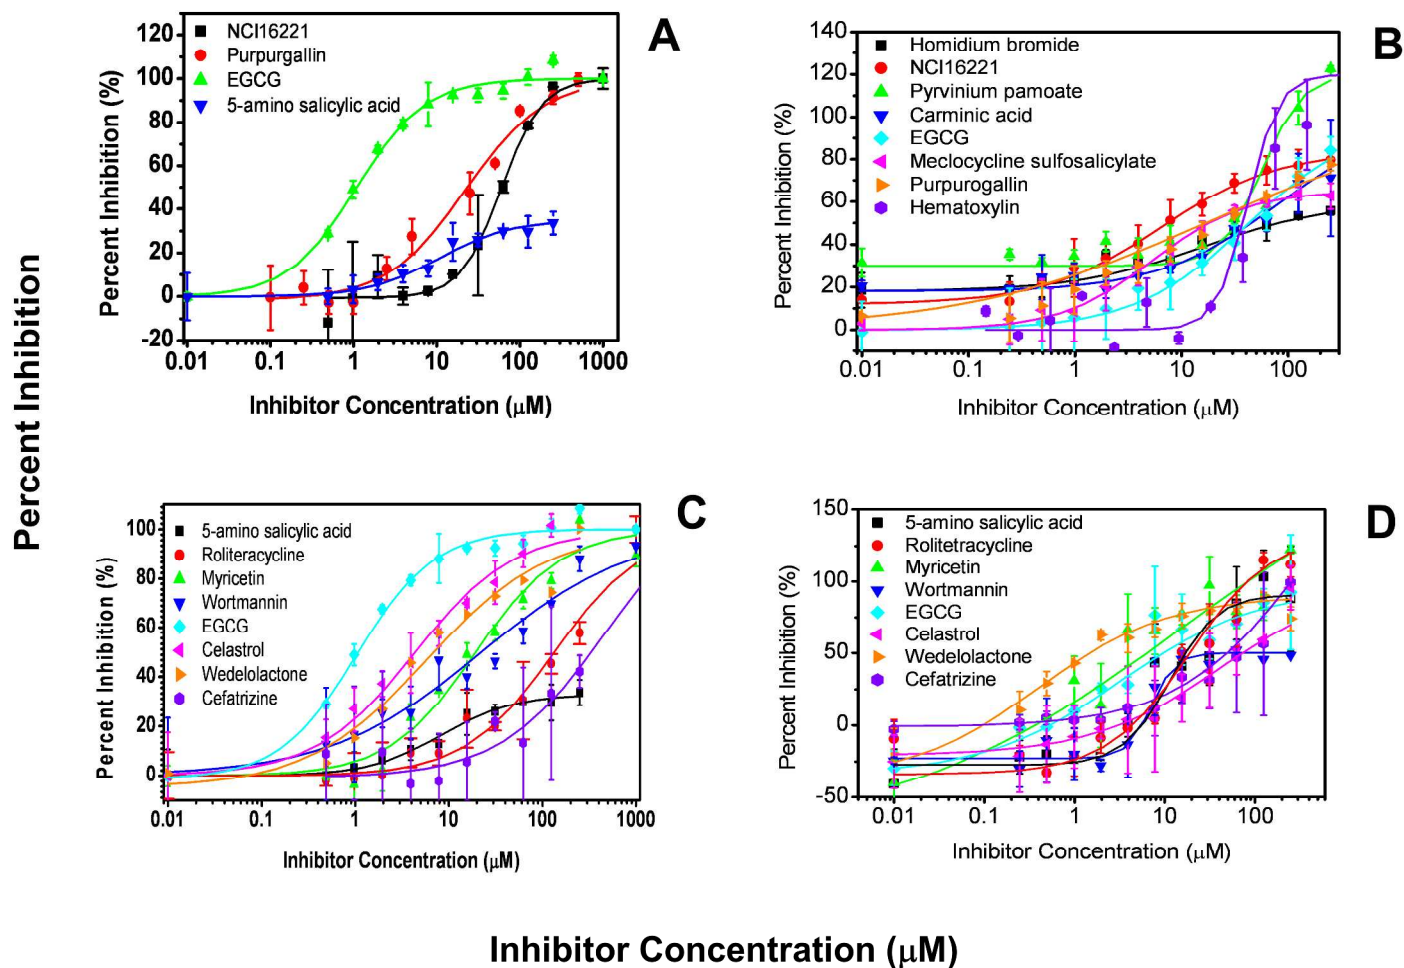 Percent Inhibition
A
Percent Inhibition (%)
120
100
80
60
40
20
0
-20
NCI16221
Purpurgallin
EGCG
5-amino salicylic acid
0.01 0.1 1 10 100 1000
Inhibitor Concentration (μM)
B
Percent Inhibition (%)
140
120
100
80
60
40
20
0
Homidium bromide
NCI16221
Pyrvinium pamoate
Carminic acid
EGCG
Meclocycline sulfosalicylate
Purpurogallin
Hematoxylin
0.01 0.1 1 10 100
Inhibitor Concentration (μM)
C
Percent Inhibition (%)
100
80
60
40
20
0
5-amino salicylic acid
Roliteracycline
Myricetin
Wortmannin
EGCG
Celastrol
Wedelolactone
Cefatrizine
0.01 0.1 1 10 100 1000
Inhibitor Concentration (μM)
D
Percent Inhibition (%)
150
100
50
0
-50
5-amino salicylic acid
Rolitetracycline
Myricetin
Wortmannin
EGCG
Celastrol
Wedelolactone
Cefatrizine
0.01 0.1 1 10 100
Inhibitor Concentration (μM)
Inhibitor Concentration (μM)